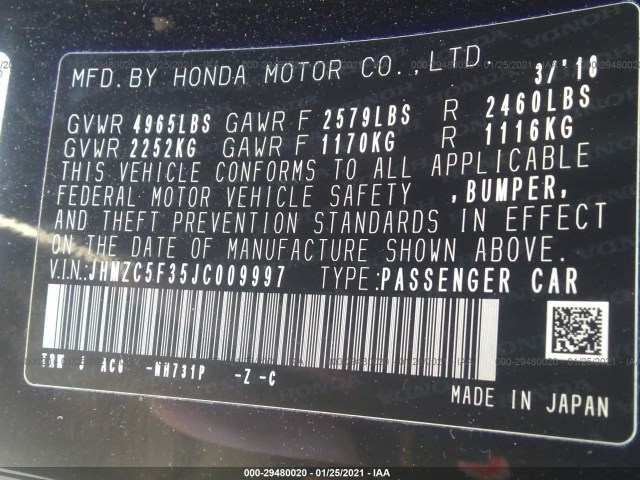 MFD.BY HONDA MOTOR CO.,LTD. 3/'18
GVWR 4965LBS GAWR F 2579LBS R 2460LBS
GVWR 2252KG GAWR F 1170KG R 1116KG
THIS VEHICLE CONFORMS TO ALL APPLICABLE
FEDERAL MOTOR VEHICLE SAFETY ,BUMPER,
AND THEFT PREVENTION STANDARDS IN EFFECT
ON THE DATE OF MANUFACTURE SHOWN ABOVE.
V.I.N.:JHMZC5F35JC009997 TYPE:PASSENGER CAR
J ACG -NH731P -Z -C
MADE IN JAPAN
000-29480020 - 01/25/2021 - IAA